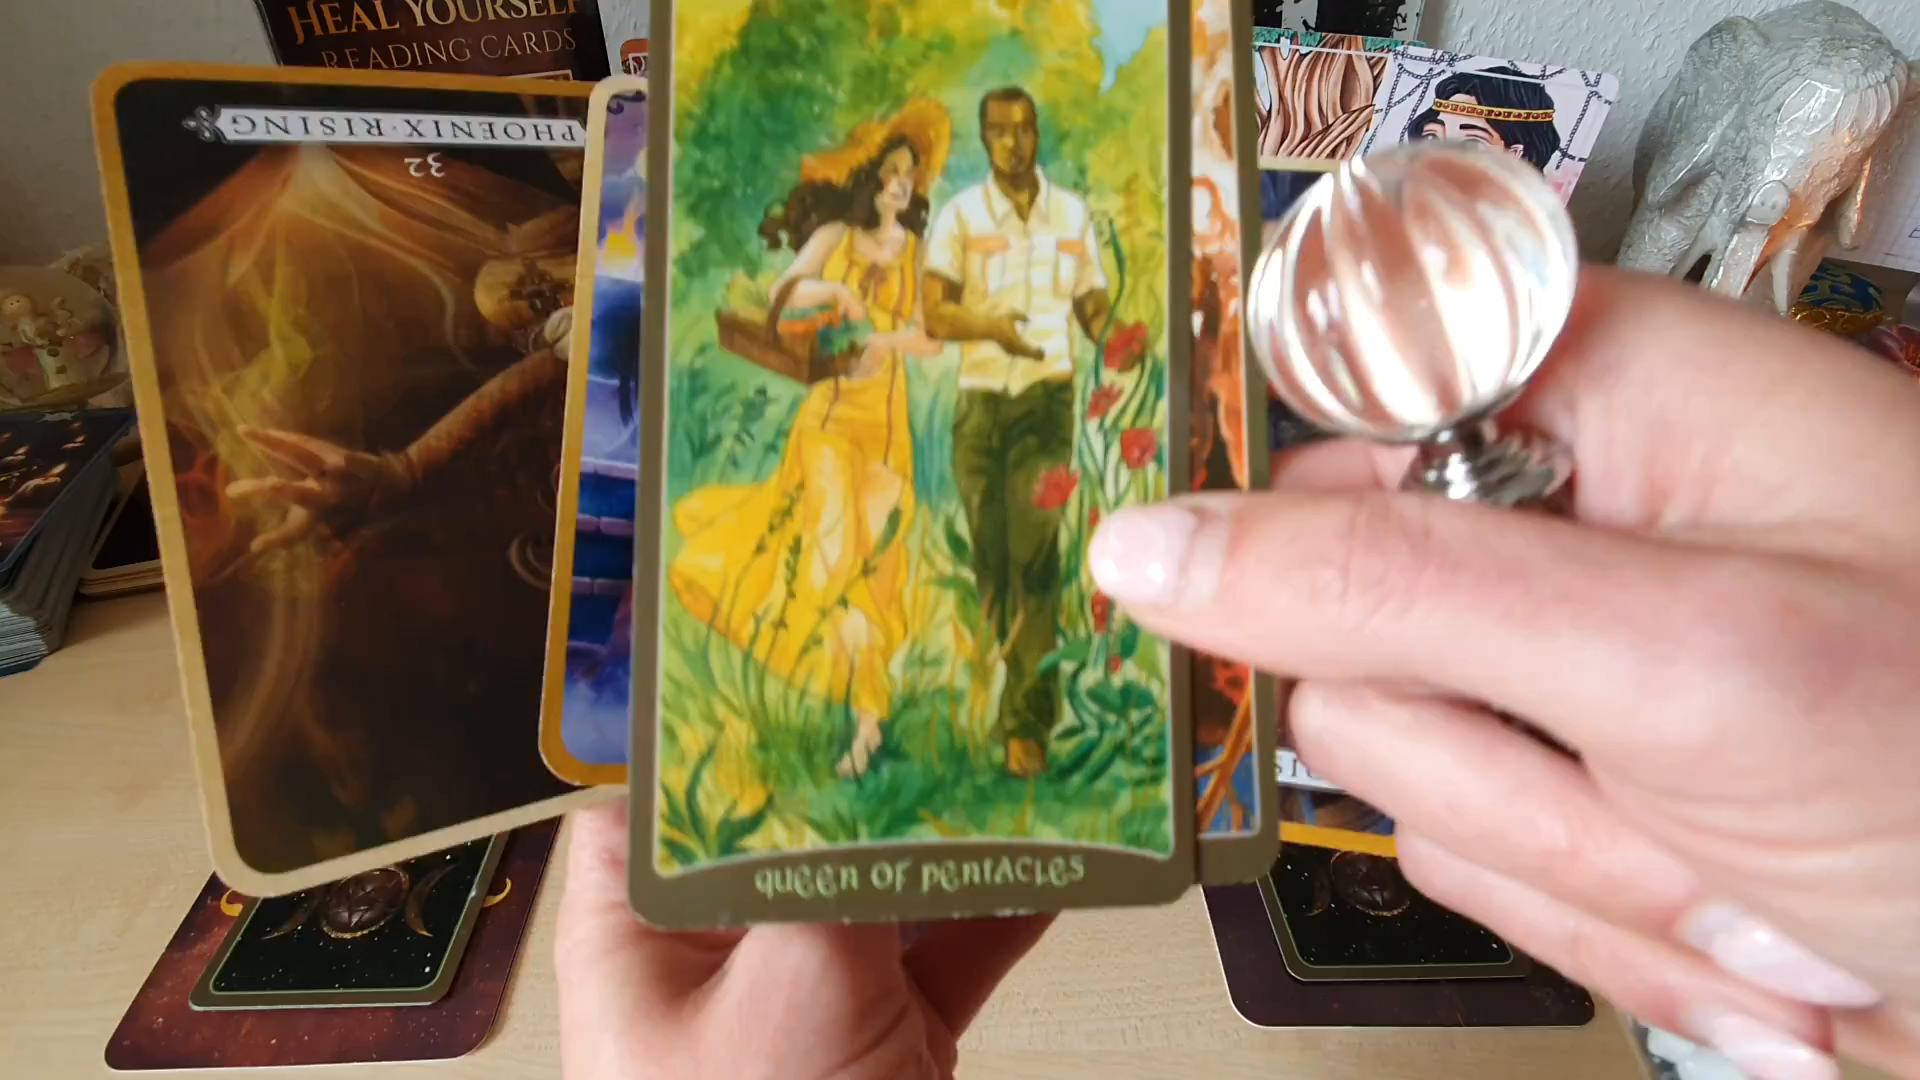 HEAL YOURSELF
READING CARDS
PHOENIX·RISING
32
QUEEN OF PENTACLES